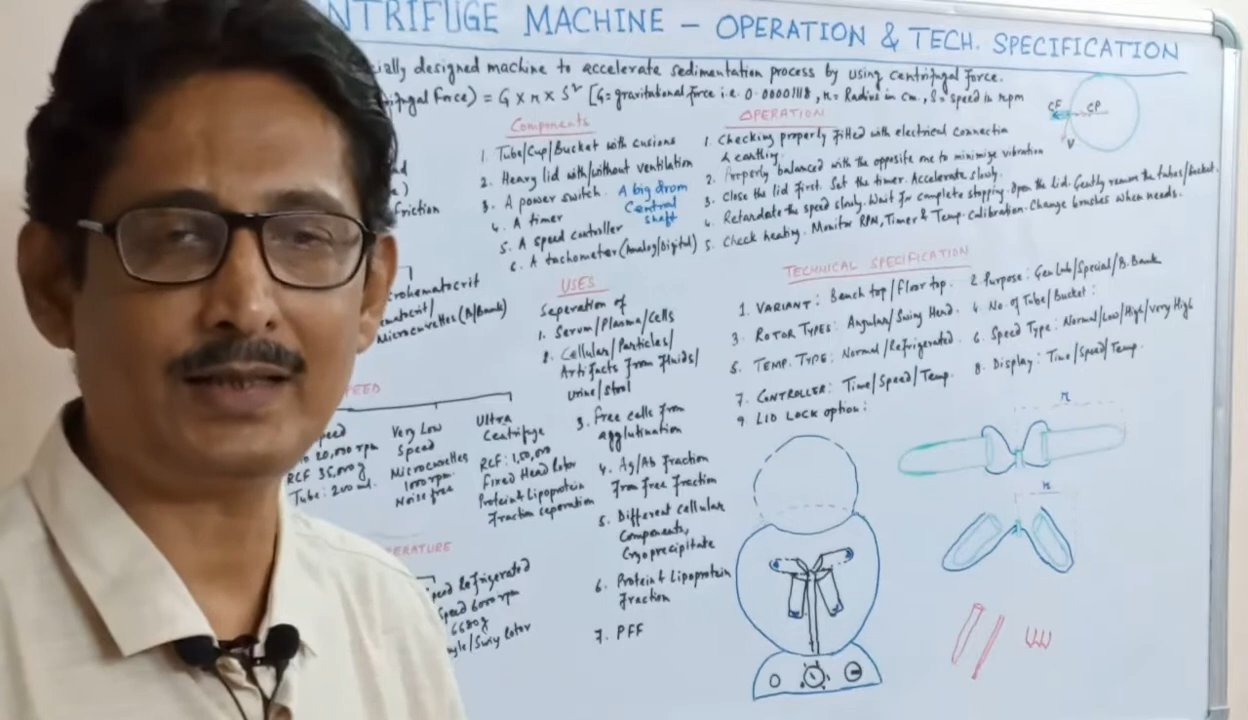 NTRIFUGE MACHINE – OPERATION & TECH. SPECIFICATION
cially designed machine to accelerate sedimentation process by using centrifugal force.
ifugal Force) = G X r X S² [G = gravitational force i.e. 0.00001118, r = Radius in cm., S = speed in rpm
friction
crohematocrit
matocrit/
Microcuvettes (B/Bank)
Components
1. Tube/Cup/Bucket with cusions
2. Heavy lid with/without ventilation
3. A power switch.
4. A timer
5. A speed controller
6. A tachometer (Analog/Digital)
A big drom
Central
shaft
OPERATION
1. Checking properly fitted with electrical connection
& earthing.
2. Properly balanced with the opposite one to minimize vibration
3. Close the lid first. Set the timer. Accelerate slowly.
4. Retardate the speed slowly. Wait for complete stopping. Open the lid. Gently remove the tubes/bucket.
5. Check heating. Monitor RPM, Timer & Temp. Calibration. Change brushes when needs.
CF
CP
V
USES
Seperation of
1. Serum/Plasma/Cells
2. Cellular/Particles/
Artifacts from fluids/
urine/stool
3. Free cells from
agglutination
4. Ag/Ab Fraction
from free fraction
5. Different cellular
Components,
Cryoprecipitate
6. Protein & Lipoprotein
fraction
7. PFF
TECHNICAL SPECIFICATION
1. VARIANT: Bench top/Floor top.
2. Purpose: Gen Lab/Special/B.Bank
3. ROTOR TYPES: Angular/Swing Head.
4. No. of Tube/Bucket:
5. TEMP. TYPE: Normal/Refrigerated.
6. Speed Type: Normal/Low/High/Very High
7. CONTROLLER: Time/Speed/Temp.
8. Display: Time/Speed/Temp.
9. LID LOCK option:
EED
peed
20,000 rpm
RCF 35,000g
Tube: 200 ml.
Very Low
Speed
Microcuvettes
1000 rpm
Noise free
Ultra
Centrifuge
RCF: 1,50,000
Fixed Head Rotor
Protein & Lipoprotein
fraction seperation
ERATURE
peed Refrigerated
Speed 6000 rpm
6680g
ngle/Swing Rotor
r
r